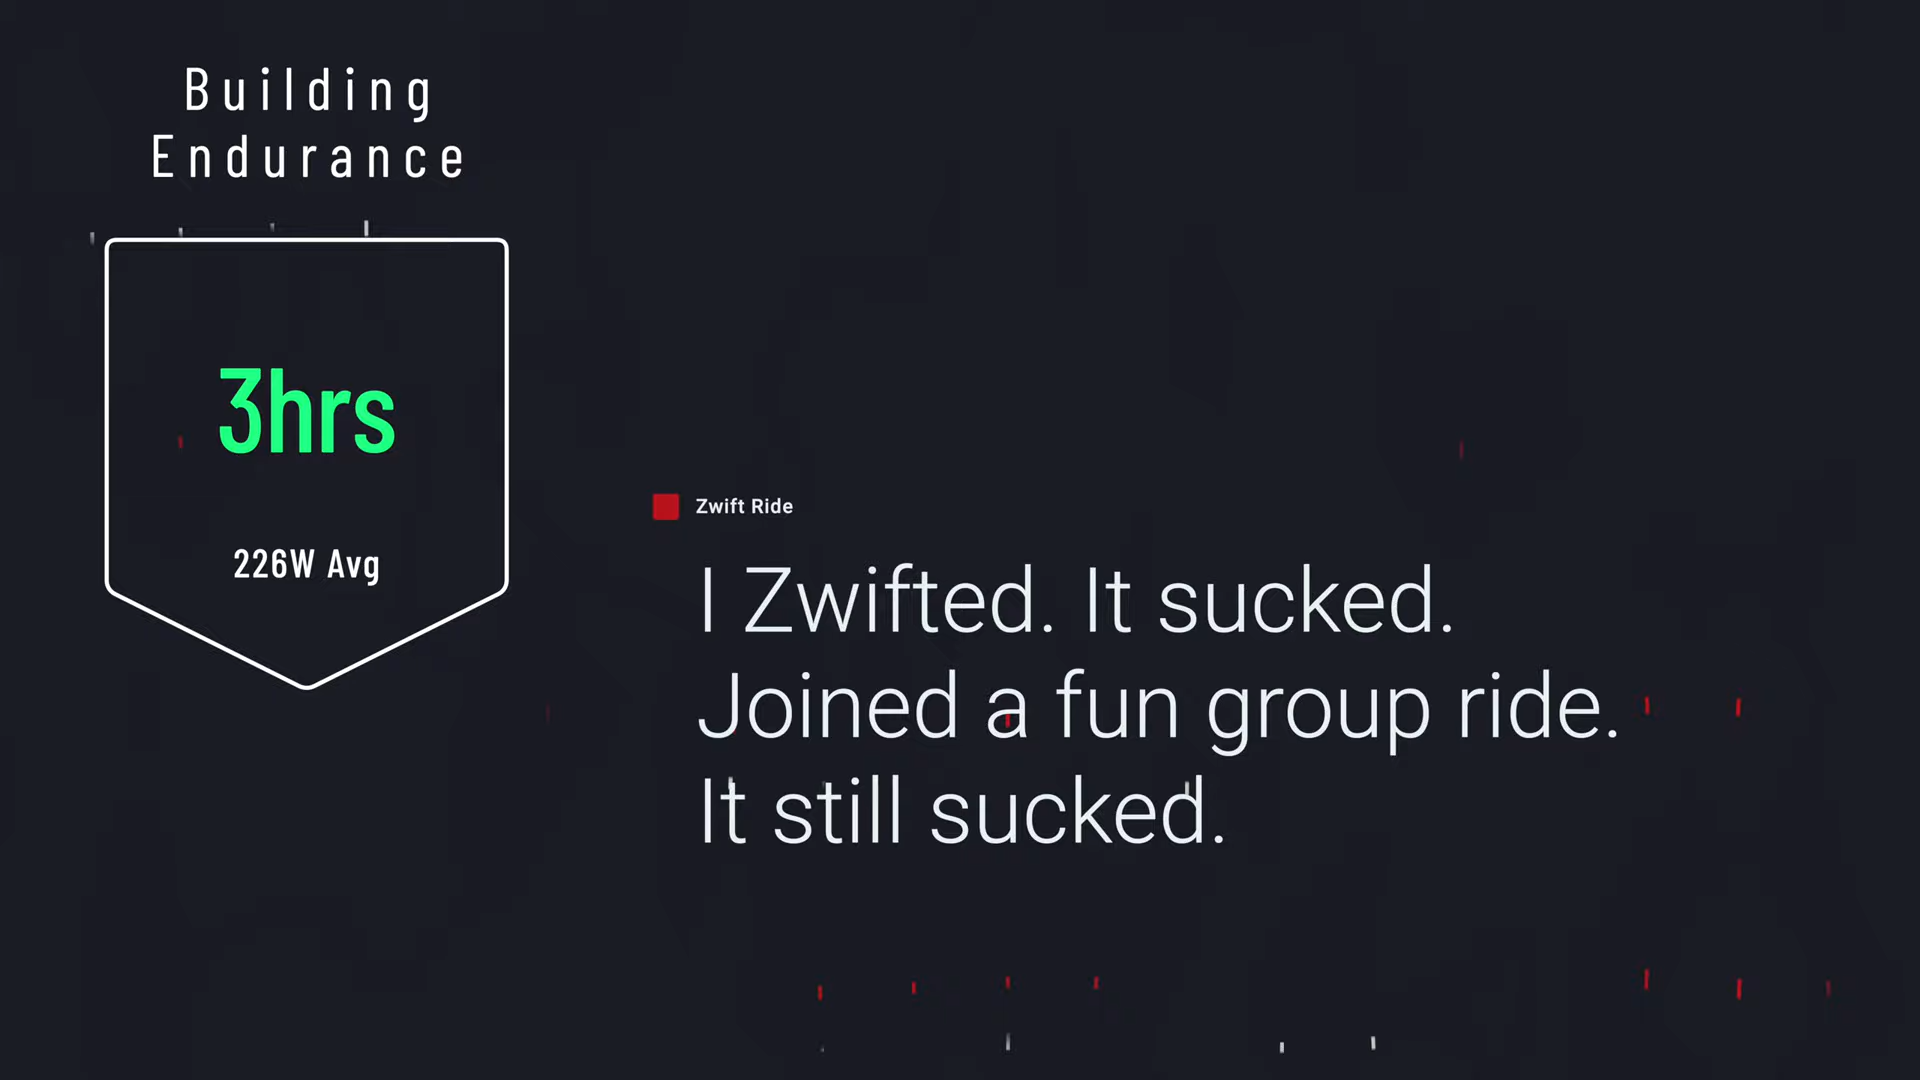 Building
Endurance
3hrs
226W Avg
Zwift Ride
I Zwifted. It sucked.
Joined a fun group ride.
It still sucked.